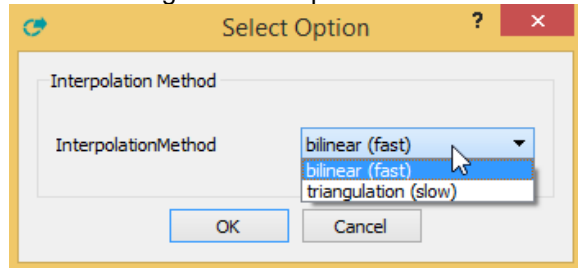 Select Option ? ×
Interpolation Method
InterpolationMethod bilinear (fast)
bilinear (fast)
triangulation (slow)
OK Cancel